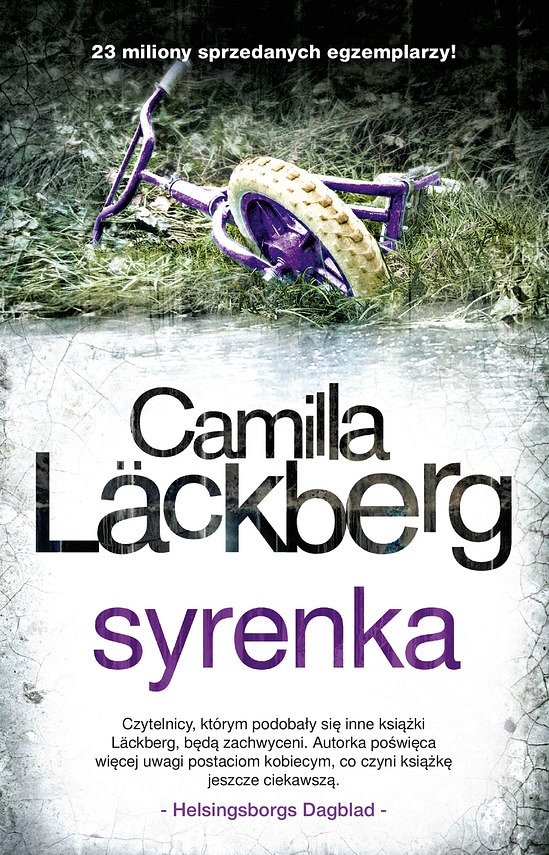 23 miliony sprzedanych egzemplarzy!
Camilla
Läckberg
syrenka
Czytelnicy, którym podobały się inne książki
Läckberg, będą zachwyceni. Autorka poświęca
więcej uwagi postaciom kobiecym, co czyni książkę
jeszcze ciekawszą.
- Helsingsborgs Dagblad -